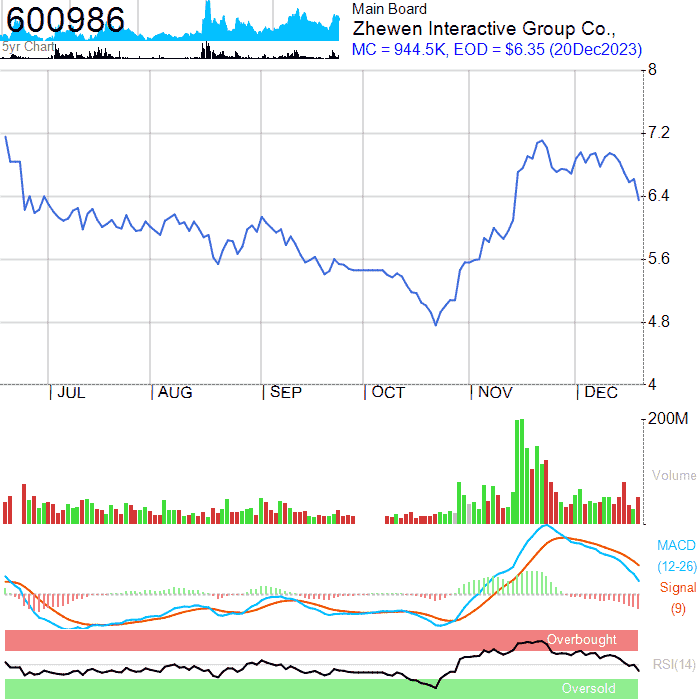 600986
5yr Chart
Main Board
Zhewen Interactive Group Co.,
MC = 944.5K, EOD = $6.35 (20Dec2023)
8
7.2
6.4
5.6
4.8
4
JUL AUG SEP OCT NOV DEC
200M
Volume
MACD
(12-26)
Signal
(9)
Overbought
RSI(14)
Oversold